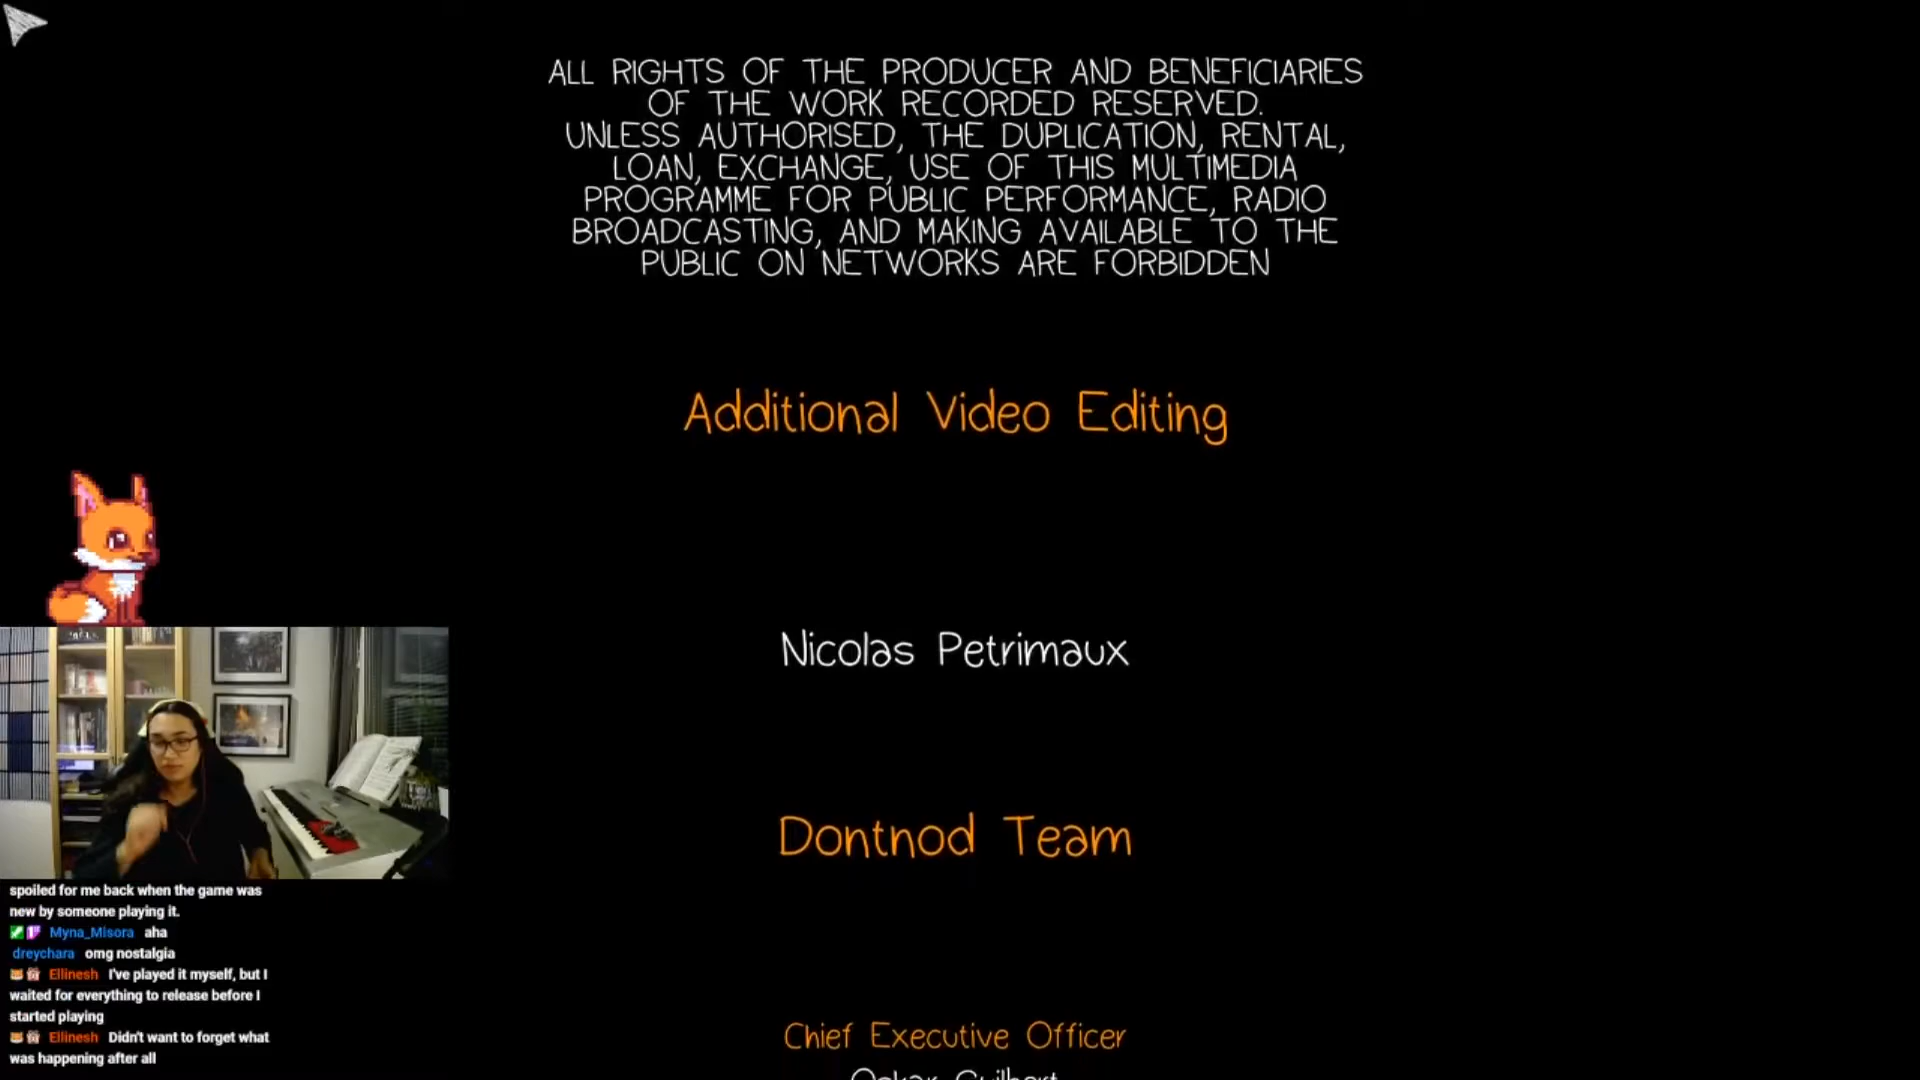 ALL RIGHTS OF THE PRODUCER AND BENEFICIARIES
OF THE WORK RECORDED RESERVED.
UNLESS AUTHORISED, THE DUPLICATION, RENTAL,
LOAN, EXCHANGE, USE OF THIS MULTIMEDIA
PROGRAMME FOR PUBLIC PERFORMANCE, RADIO
BROADCASTING, AND MAKING AVAILABLE TO THE
PUBLIC ON NETWORKS ARE FORBIDDEN
Additional Video Editing
Nicolas Petrimaux
Dontnod Team
Chief Executive Officer
spoiled for me back when the game was
new by someone playing it.
Myna_Misora aha
dreychara omg nostalgia
Ellinesh I've played it myself, but I
waited for everything to release before I
started playing
Ellinesh Didn't want to forget what
was happening after all